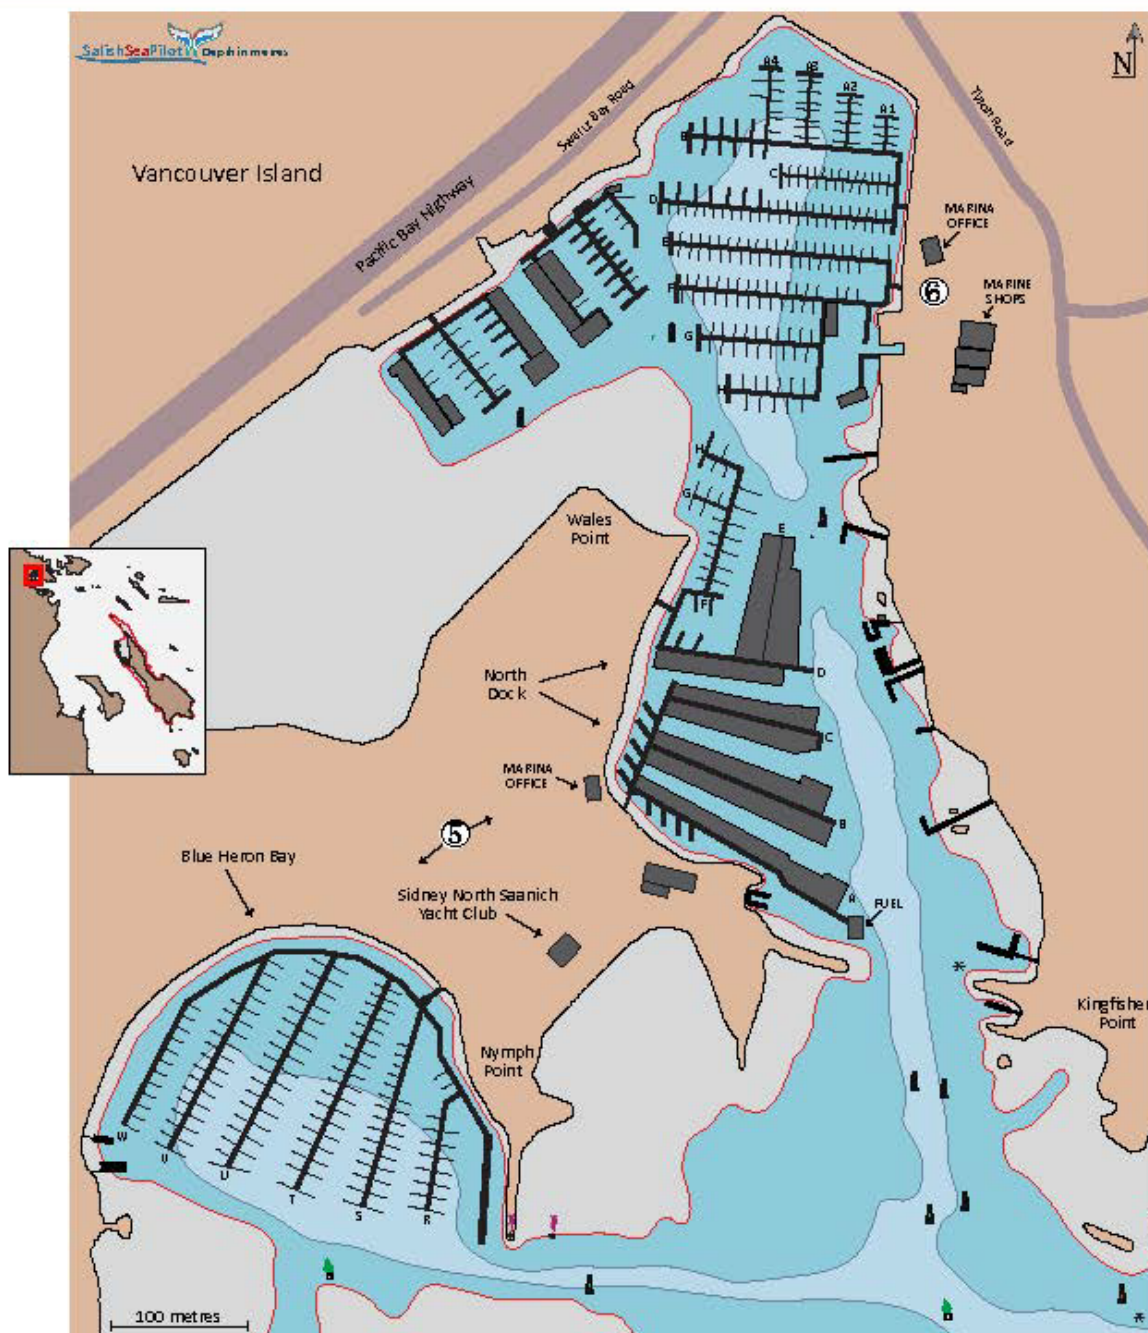 SalishSeaPilot Depth in metres
N
A4
A3
A2
A1
Tryon Road
Swartz Bay Road
Vancouver Island
B
Pacific Bay Highway
C
D
MARINA
OFFICE
E
6
MARINE
SHOPS
F
G
H
H
G
Wales
Point
E
F
North
Dock
D
C
MARINA
OFFICE
5
B
Blue Heron Bay
Sidney North Saanich
Yacht Club
A
FUEL
Kingfisher
Point
Nymph
Point
W
V
U
T
S
R
100 metres